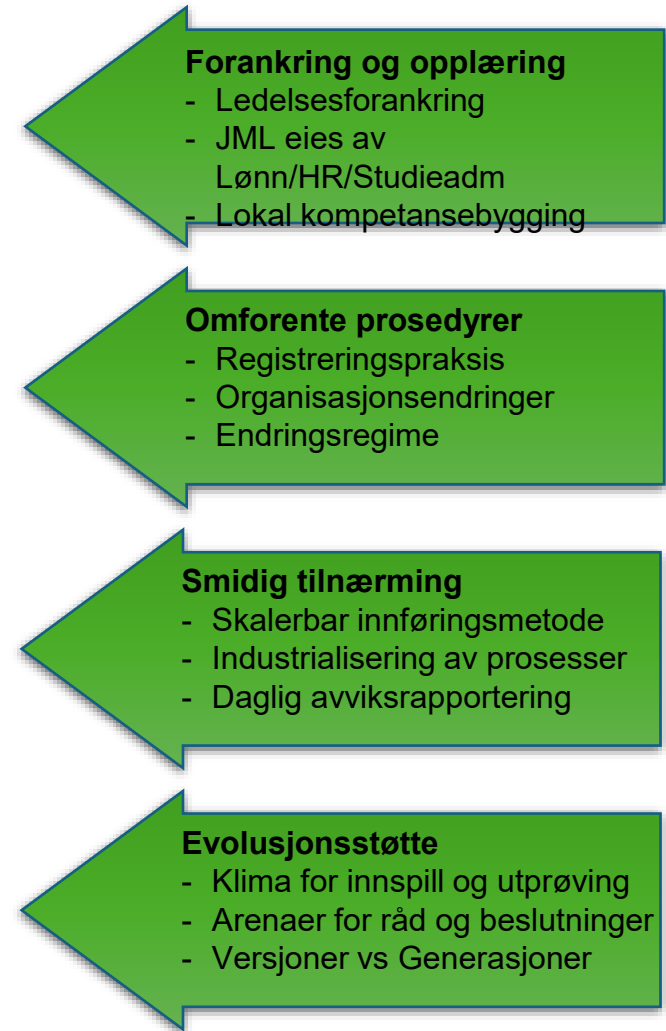 Forankring og opplæring
- Ledelsesforankring
- JML eies av
Lønn/HR/Studieadm
- Lokal kompetansebygging
Omforente prosedyrer
- Registreringspraksis
- Organisasjonsendringer
- Endringsregime
Smidig tilnærming
- Skalerbar innføringsmetode
- Industrialisering av prosesser
- Daglig avviksrapportering
Evolusjonsstøtte
- Klima for innspill og utprøving
- Arenaer for råd og beslutninger
- Versjoner vs Generasjoner